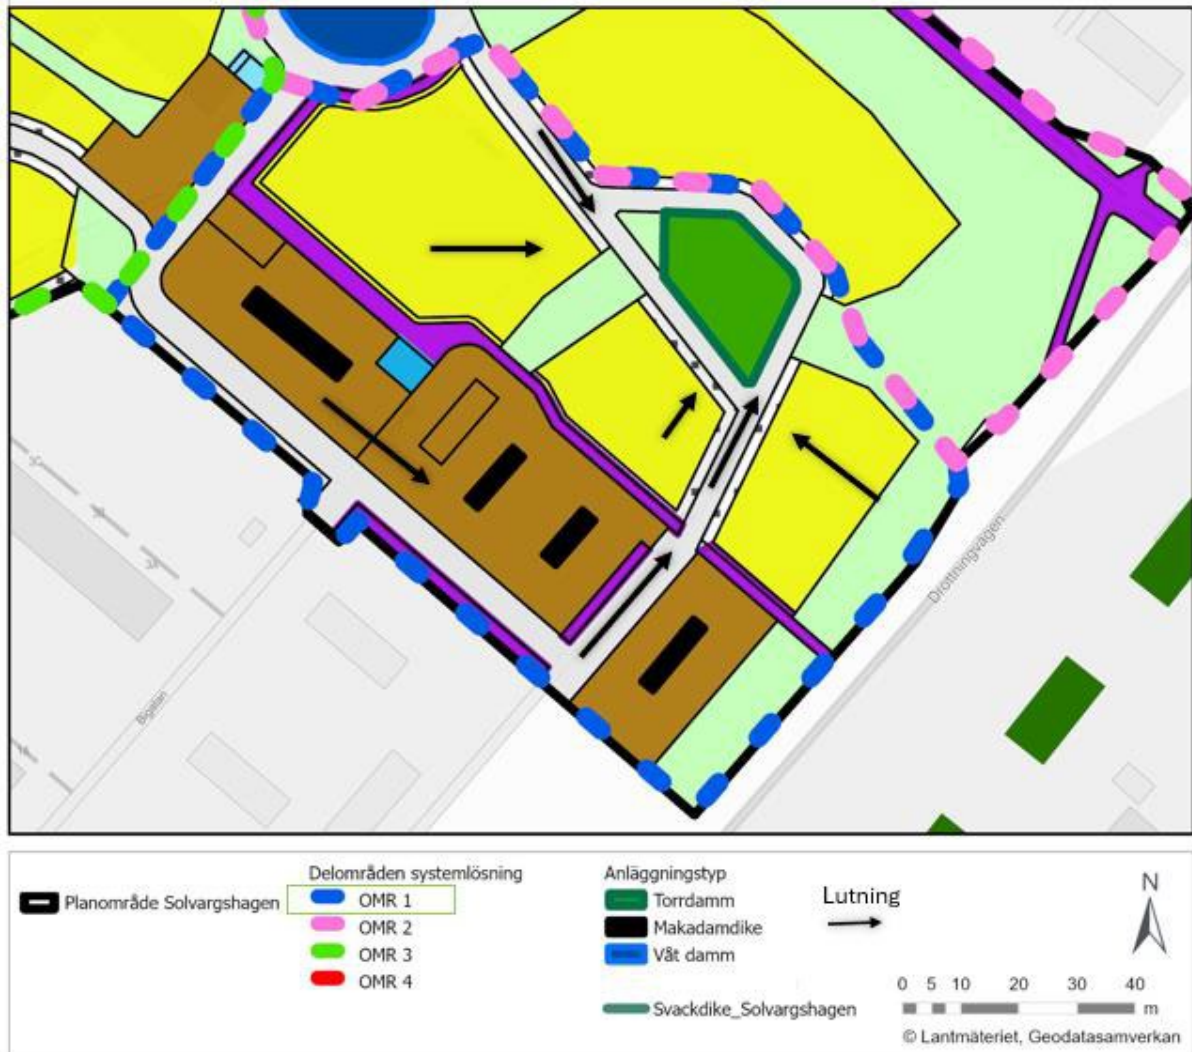 Drottningvägen
Bigatan
Delområden systemlösning
Planområde Solvargshagen
OMR 1
OMR 2
OMR 3
OMR 4
Anläggningstyp
Torrdamm
Makadamdike
Våt damm
Svackdike_Solvargshagen
Lutning
N
0 5 10 20 30 40
m
© Lantmäteriet, Geodatasamverkan